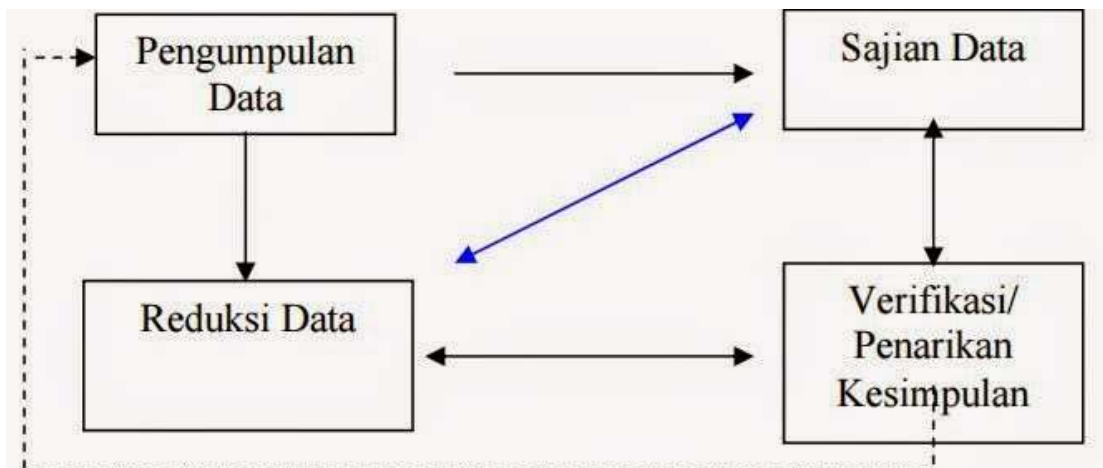 Pengumpulan
Data
Sajian Data
Reduksi Data
Verifikasi/
Penarikan
Kesimpulan